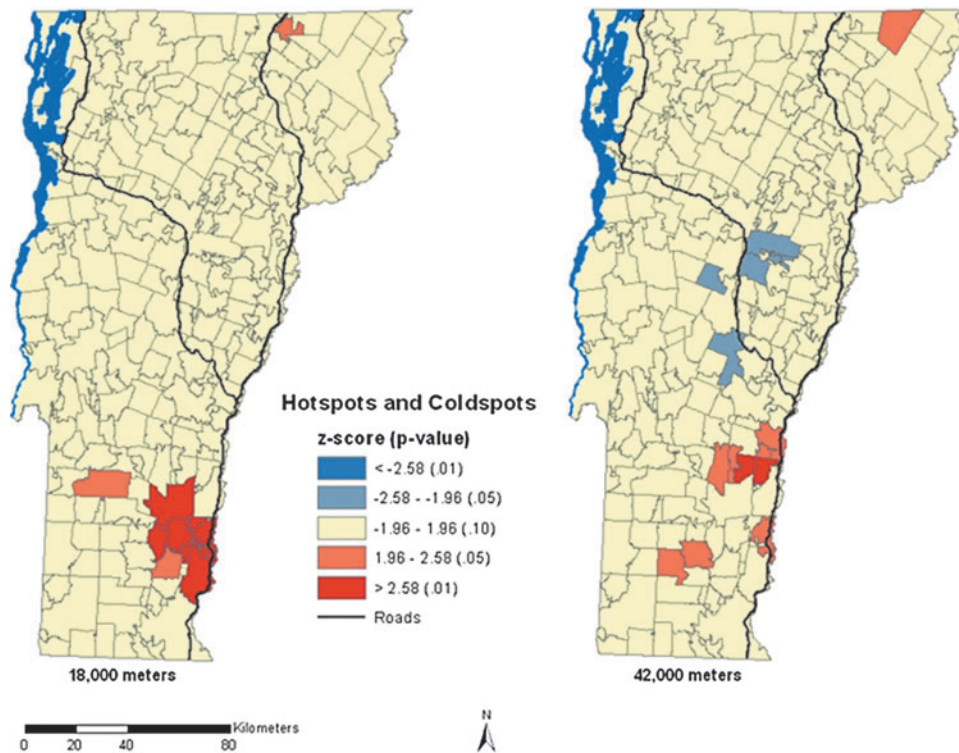 Hotspots and Coldspots
z-score (p-value)
< -2.58 (.01)
-2.58 - -1.96 (.05)
-1.96 - 1.96 (.10)
1.96 - 2.58 (.05)
> 2.58 (.01)
Roads
18,000 meters
42,000 meters
Kilometers
0 20 40 80
N